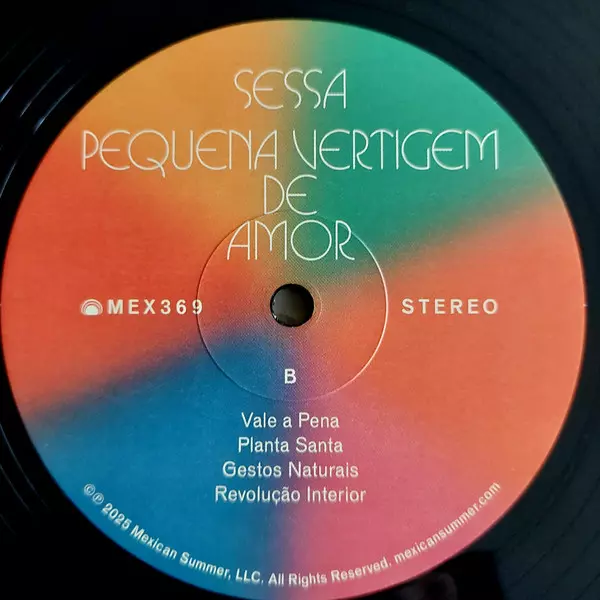 SESSA
PEQUENA VERTIGEM
DE
AMOR
MEX369
STEREO
B
Vale a Pena
Planta Santa
Gestos Naturais
Revolução Interior
©℗ 2025 Mexican Summer, LLC. All Rights Reserved. mexicansummer.com